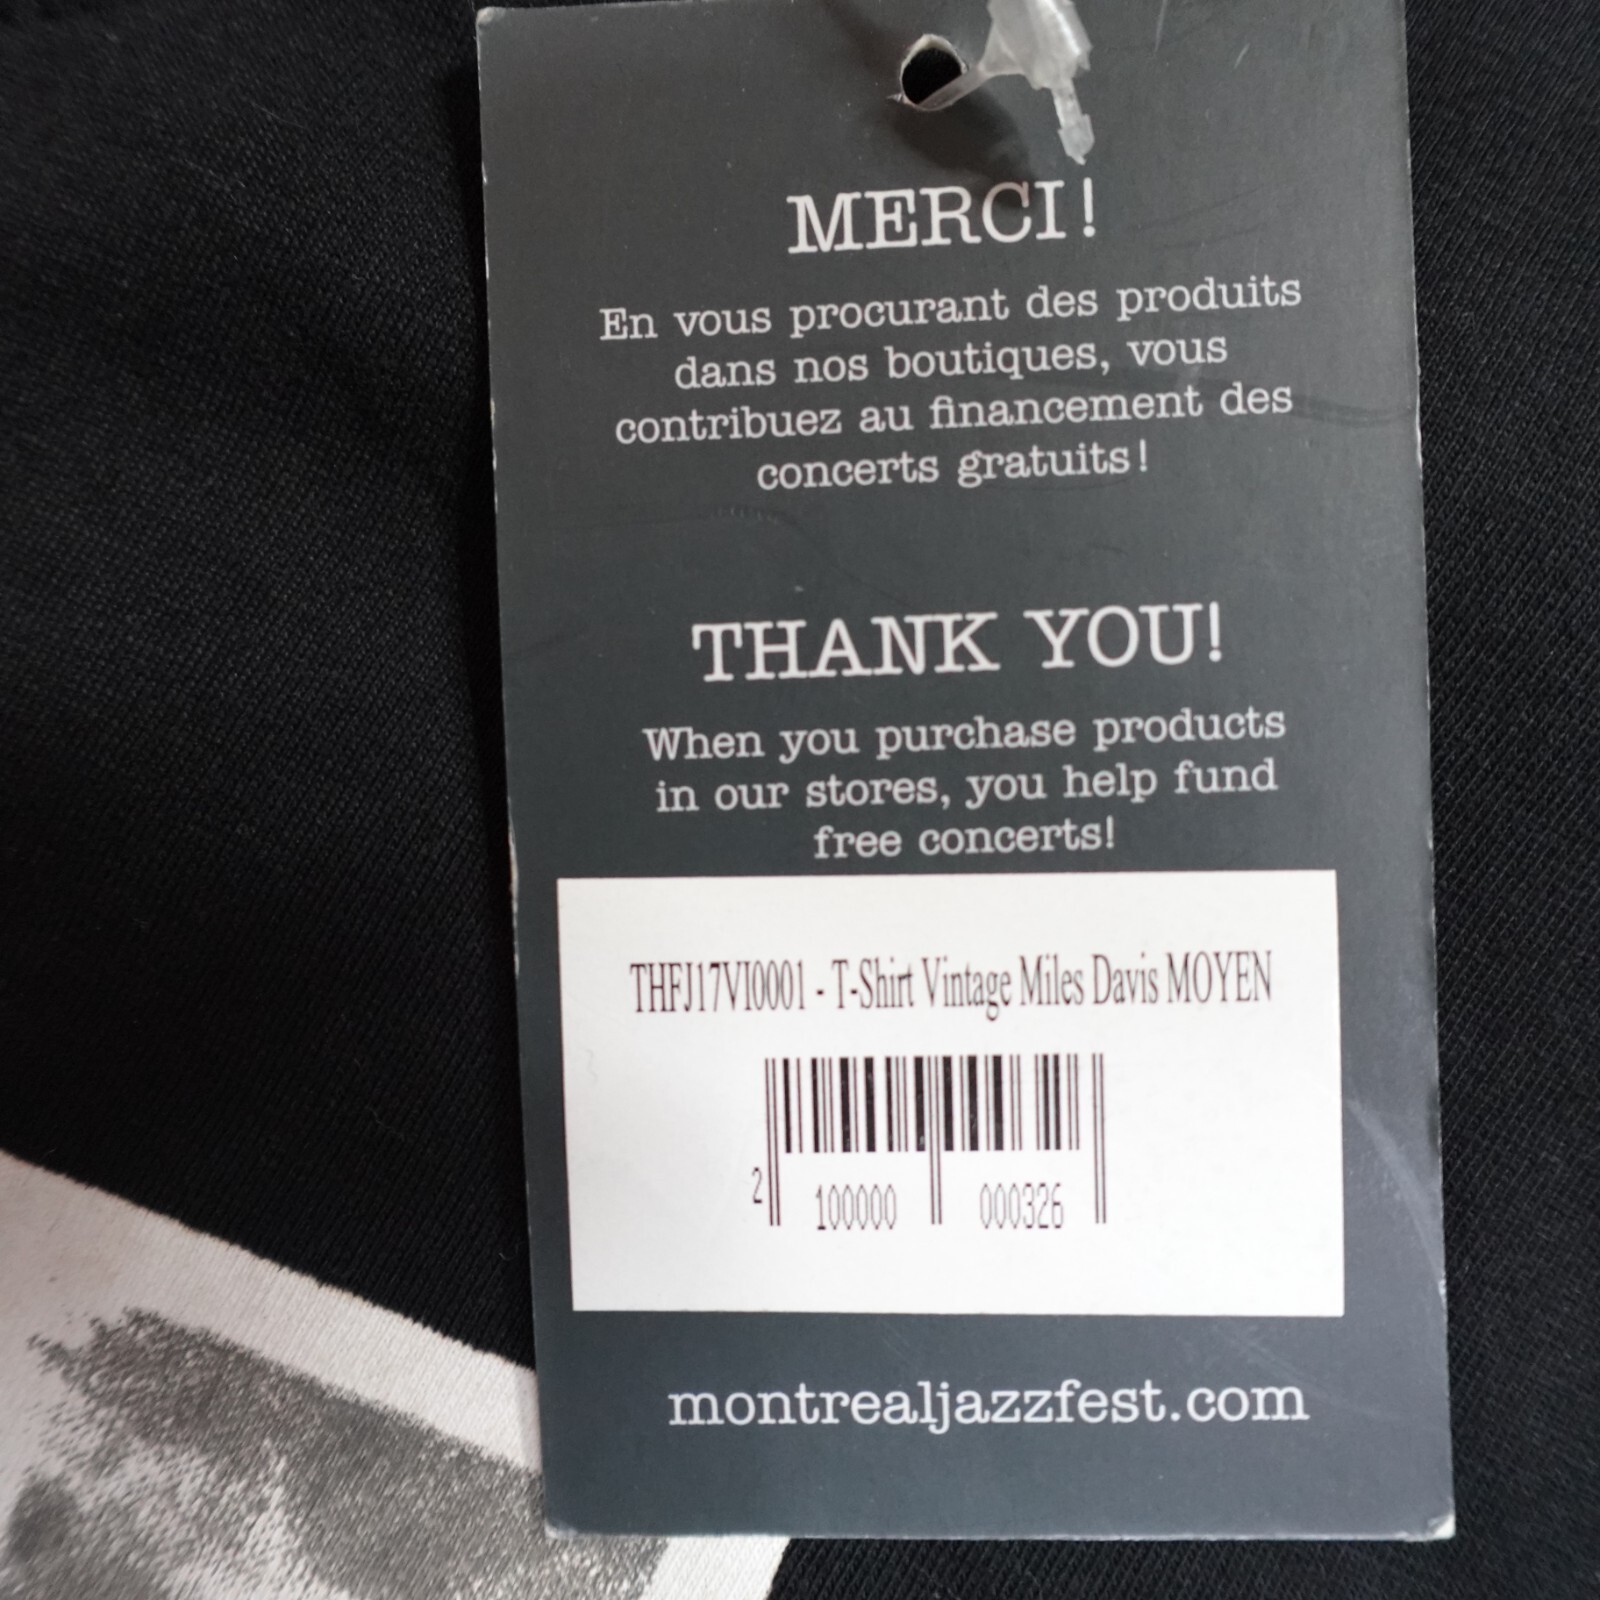 MERCI!
En vous procurant des produits
dans nos boutiques, vous
contribuez au financement des
concerts gratuits!
THANK YOU!
When you purchase products
in our stores, you help fund
free concerts!
THFJ17VI0001 - T-Shirt Vintage Miles Davis MOYEN
2 100000 000326
montrealjazzfest.com